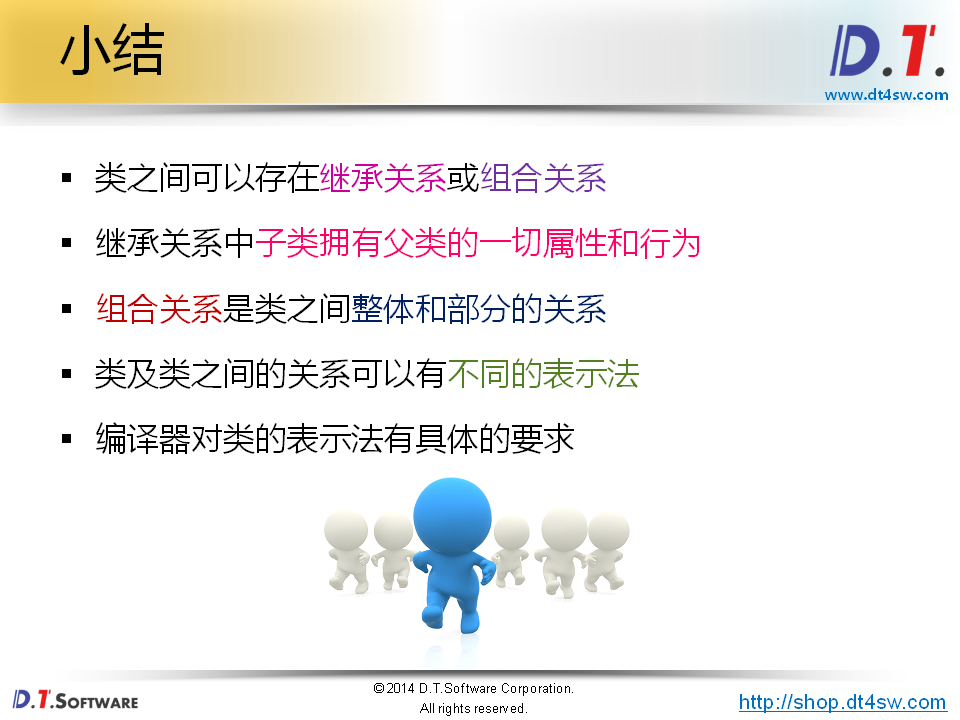 小结
D.T.
www.dt4sw.com
▪ 类之间可以存在继承关系或组合关系
▪ 继承关系中子类拥有父类的一切属性和行为
▪ 组合关系是类之间整体和部分的关系
▪ 类及类之间的关系可以有不同的表示法
▪ 编译器对类的表示法有具体的要求
D.T.SOFTWARE
©2014 D.T.Software Corporation.
All rights reserved.
http://shop.dt4sw.com